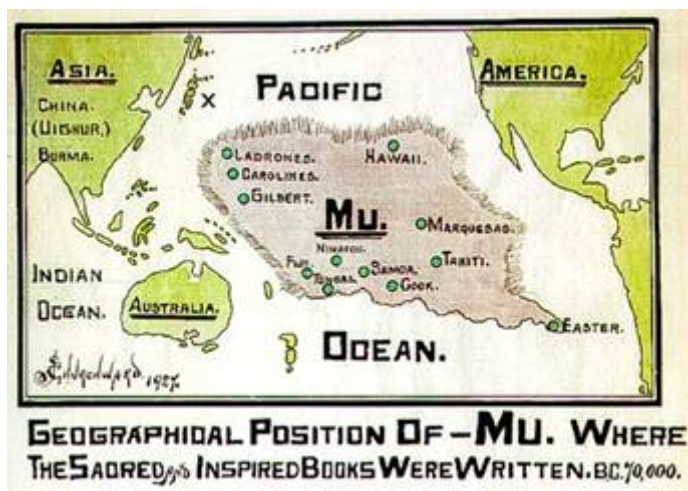 ASIA.
CHINA.
(UIGHUR.)
BURMA.
PACIFIC
AMERICA.
X
LADRONES.
CAROLINES.
GILBERT.
HAWAII.
MU.
MARQUESAS.
NIUAFOU.
FIJI.
TONGA.
SAMOA.
TAHITI.
COOK.
EASTER.
INDIAN
OCEAN.
AUSTRALIA.
OCEAN.
1927.
GEOGRAPHICAL POSITION OF – MU. WHERE
THE SACRED and INSPIRED BOOKS WERE WRITTEN. B.C. 70,000.